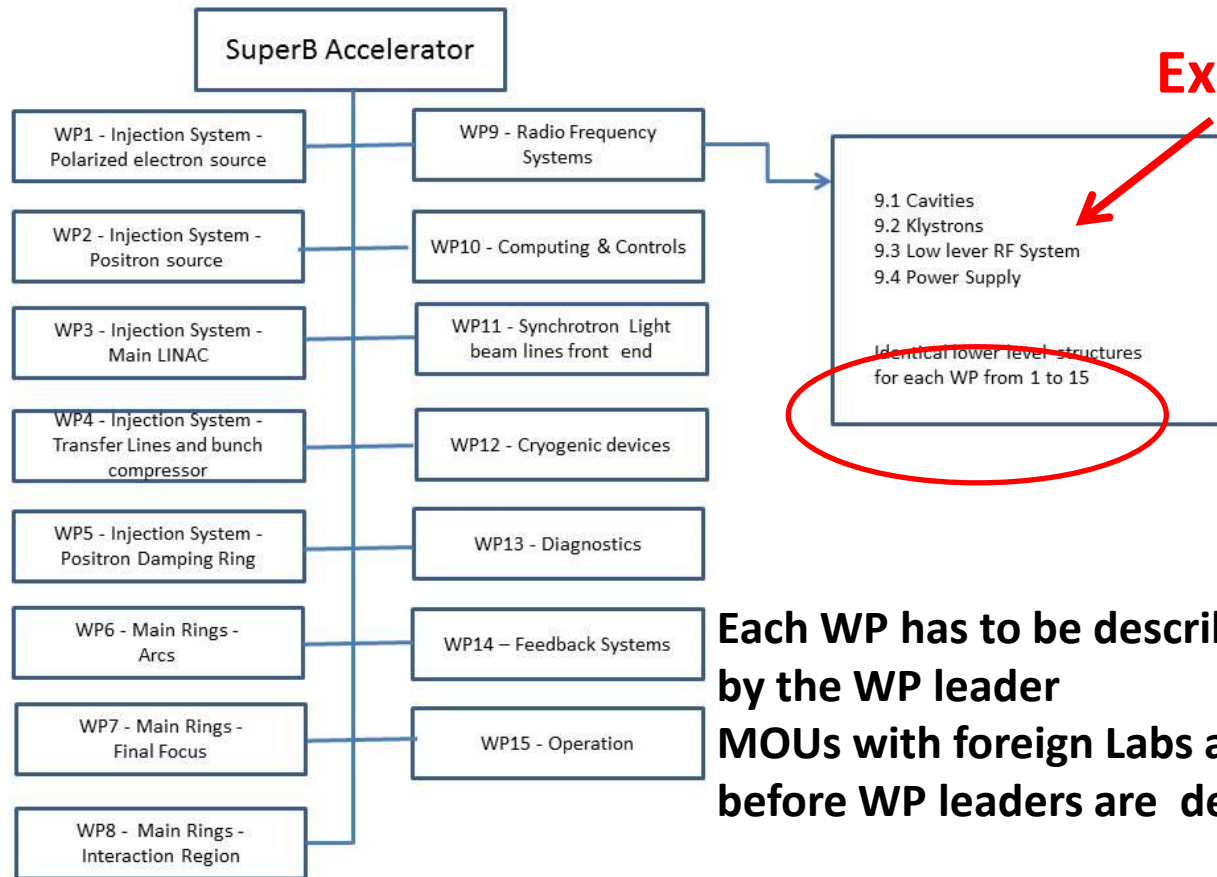 SuperB Accelerator
Ex
WP1 - Injection System -
Polarized electron source
WP2 - Injection System -
Positron source
WP3 - Injection System -
Main LINAC
WP4 - Injection System -
Transfer Lines and bunch
compressor
WP5 - Injection System -
Positron Damping Ring
WP6 - Main Rings -
Arcs
WP7 - Main Rings -
Final Focus
WP8 - Main Rings -
Interaction Region
WP9 - Radio Frequency
Systems
WP10 - Computing & Controls
WP11 - Synchrotron Light
beam lines front end
WP12 - Cryogenic devices
WP13 - Diagnostics
WP14 – Feedback Systems
WP15 - Operation
9.1 Cavities
9.2 Klystrons
9.3 Low lever RF System
9.4 Power Supply
Identical lower level structures
for each WP from 1 to 15
Each WP has to be descri
by the WP leader
MOUs with foreign Labs a
before WP leaders are de